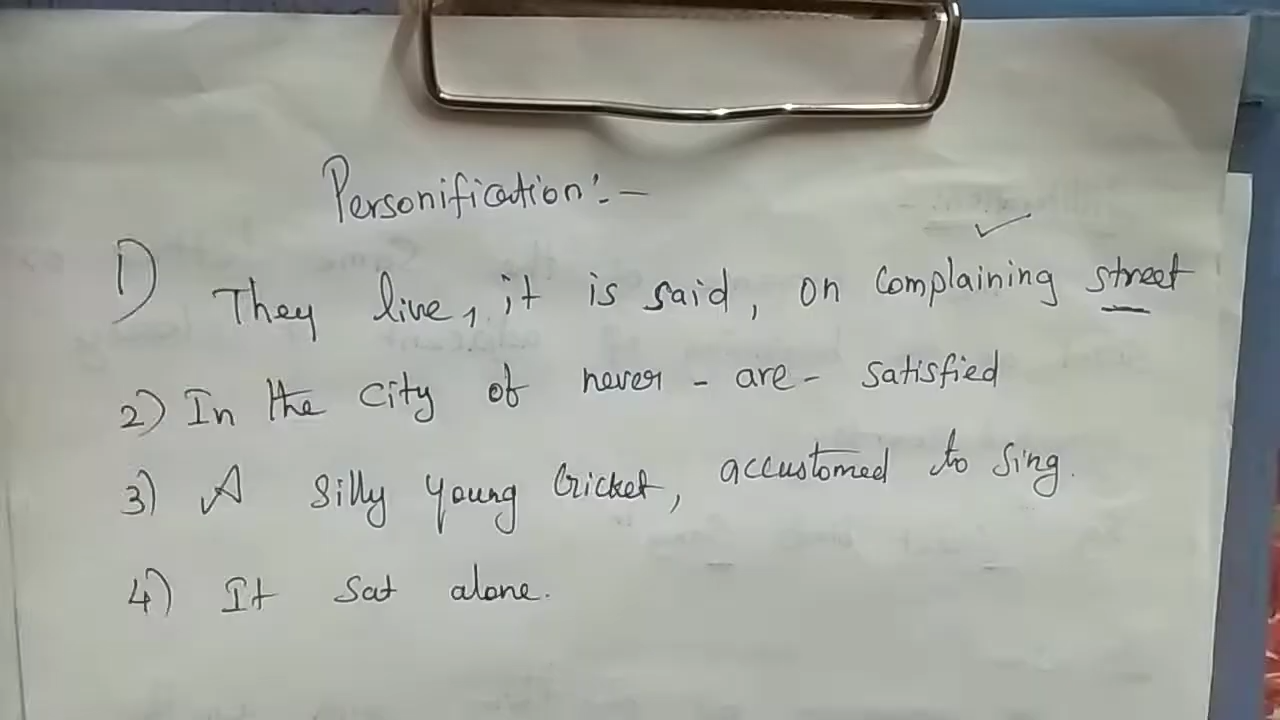 Personification:-
1) They live, it is said, on complaining street
2) In the city of never - are - satisfied
3) A silly young cricket, accustomed to sing.
4) It sat alone.